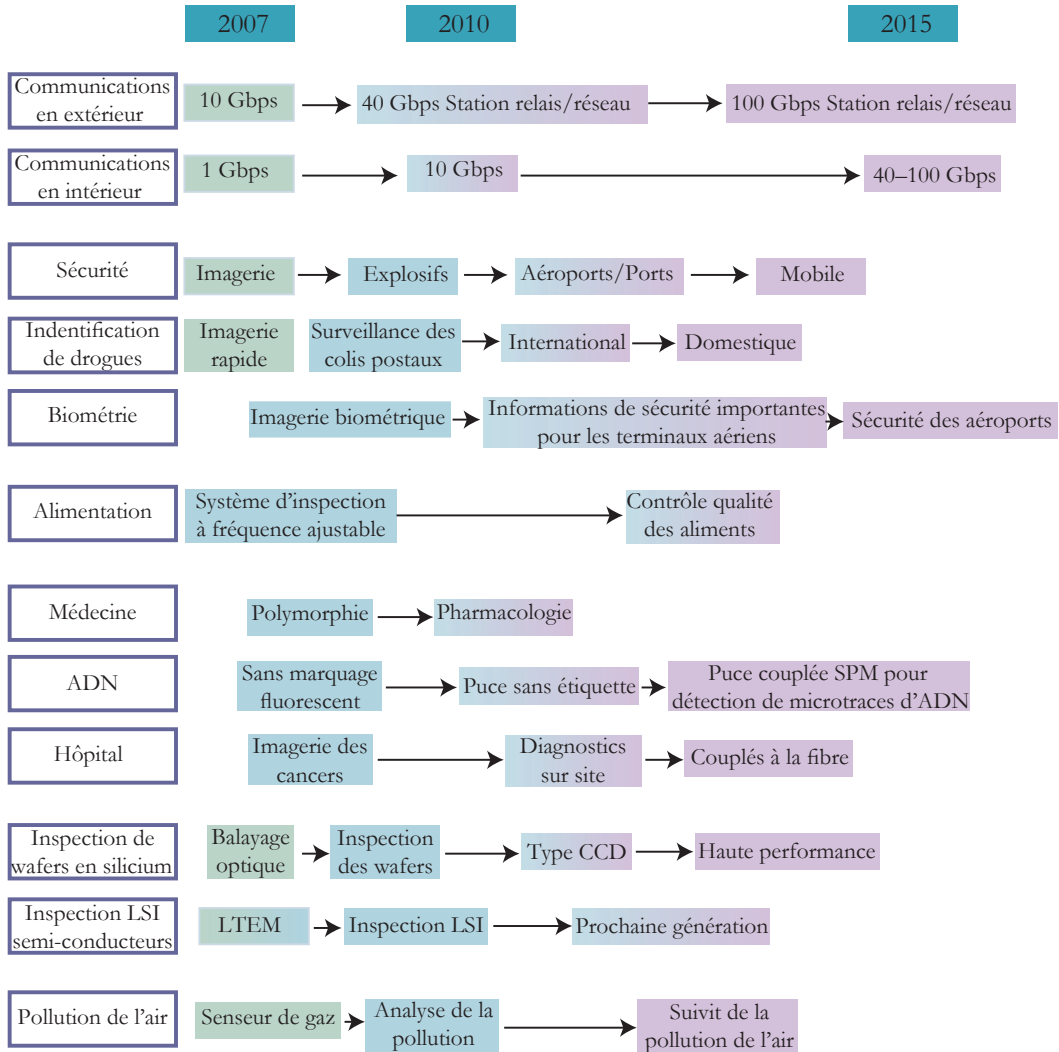 2007 2010 2015
Communications
en extérieur
10 Gbps
40 Gbps Station relais/réseau
100 Gbps Station relais/réseau
Communications
en intérieur
1 Gbps
10 Gbps
40–100 Gbps
Sécurité
Imagerie
Explosifs
Aéroports/Ports
Mobile
Indentification
de drogues
Imagerie
rapide
Surveillance des
colis postaux
International
Domestique
Biométrie
Imagerie biométrique
Informations de sécurité importantes
pour les terminaux aériens
Sécurité des aéroports
Alimentation
Système d'inspection
à fréquence ajustable
Contrôle qualité
des aliments
Médecine
Polymorphie
Pharmacologie
ADN
Sans marquage
fluorescent
Puce sans étiquette
Puce couplée SPM pour
détection de microtraces d'ADN
Hôpital
Imagerie des
cancers
Diagnostics
sur site
Couplés à la fibre
Inspection de
wafers en silicium
Balayage
optique
Inspection
des wafers
Type CCD
Haute performance
Inspection LSI
semi-conducteurs
LTEM
Inspection LSI
Prochaine génération
Pollution de l'air
Senseur de gaz
Analyse de la
pollution
Suivit de la
pollution de l'air